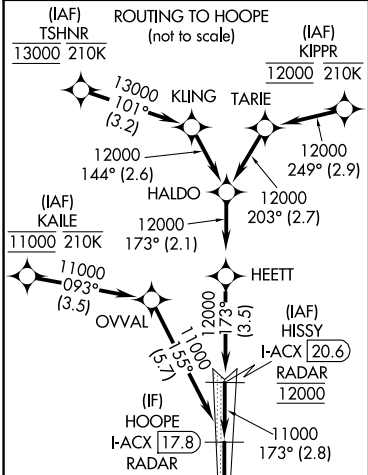 ROUTING TO HOOPE
(not to scale)
(IAF)
TSHNR
13000 210K
(IAF)
KIPPR
12000 210K
13000
101°
(3.2)
KLING
TARIE
12000
144° (2.6)
12000
249° (2.9)
HALDO
12000
203° (2.7)
(IAF)
KAILE
11000 210K
12000
173° (2.1)
11000
093°
(3.5)
HEETT
OVVAL
12000
173°
(3.5)
(IAF)
HISSY
I-ACX 20.6
RADAR
12000
11000
155°
(5.7)
(IF)
HOOPE
I-ACX 17.8
RADAR
11000
173° (2.8)